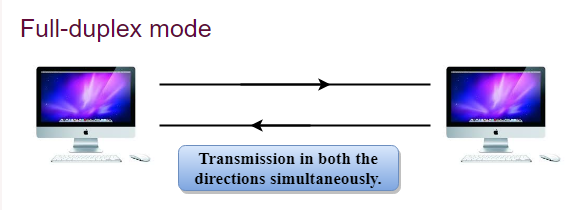 Full-duplex mode
Transmission in both the
directions simultaneously.